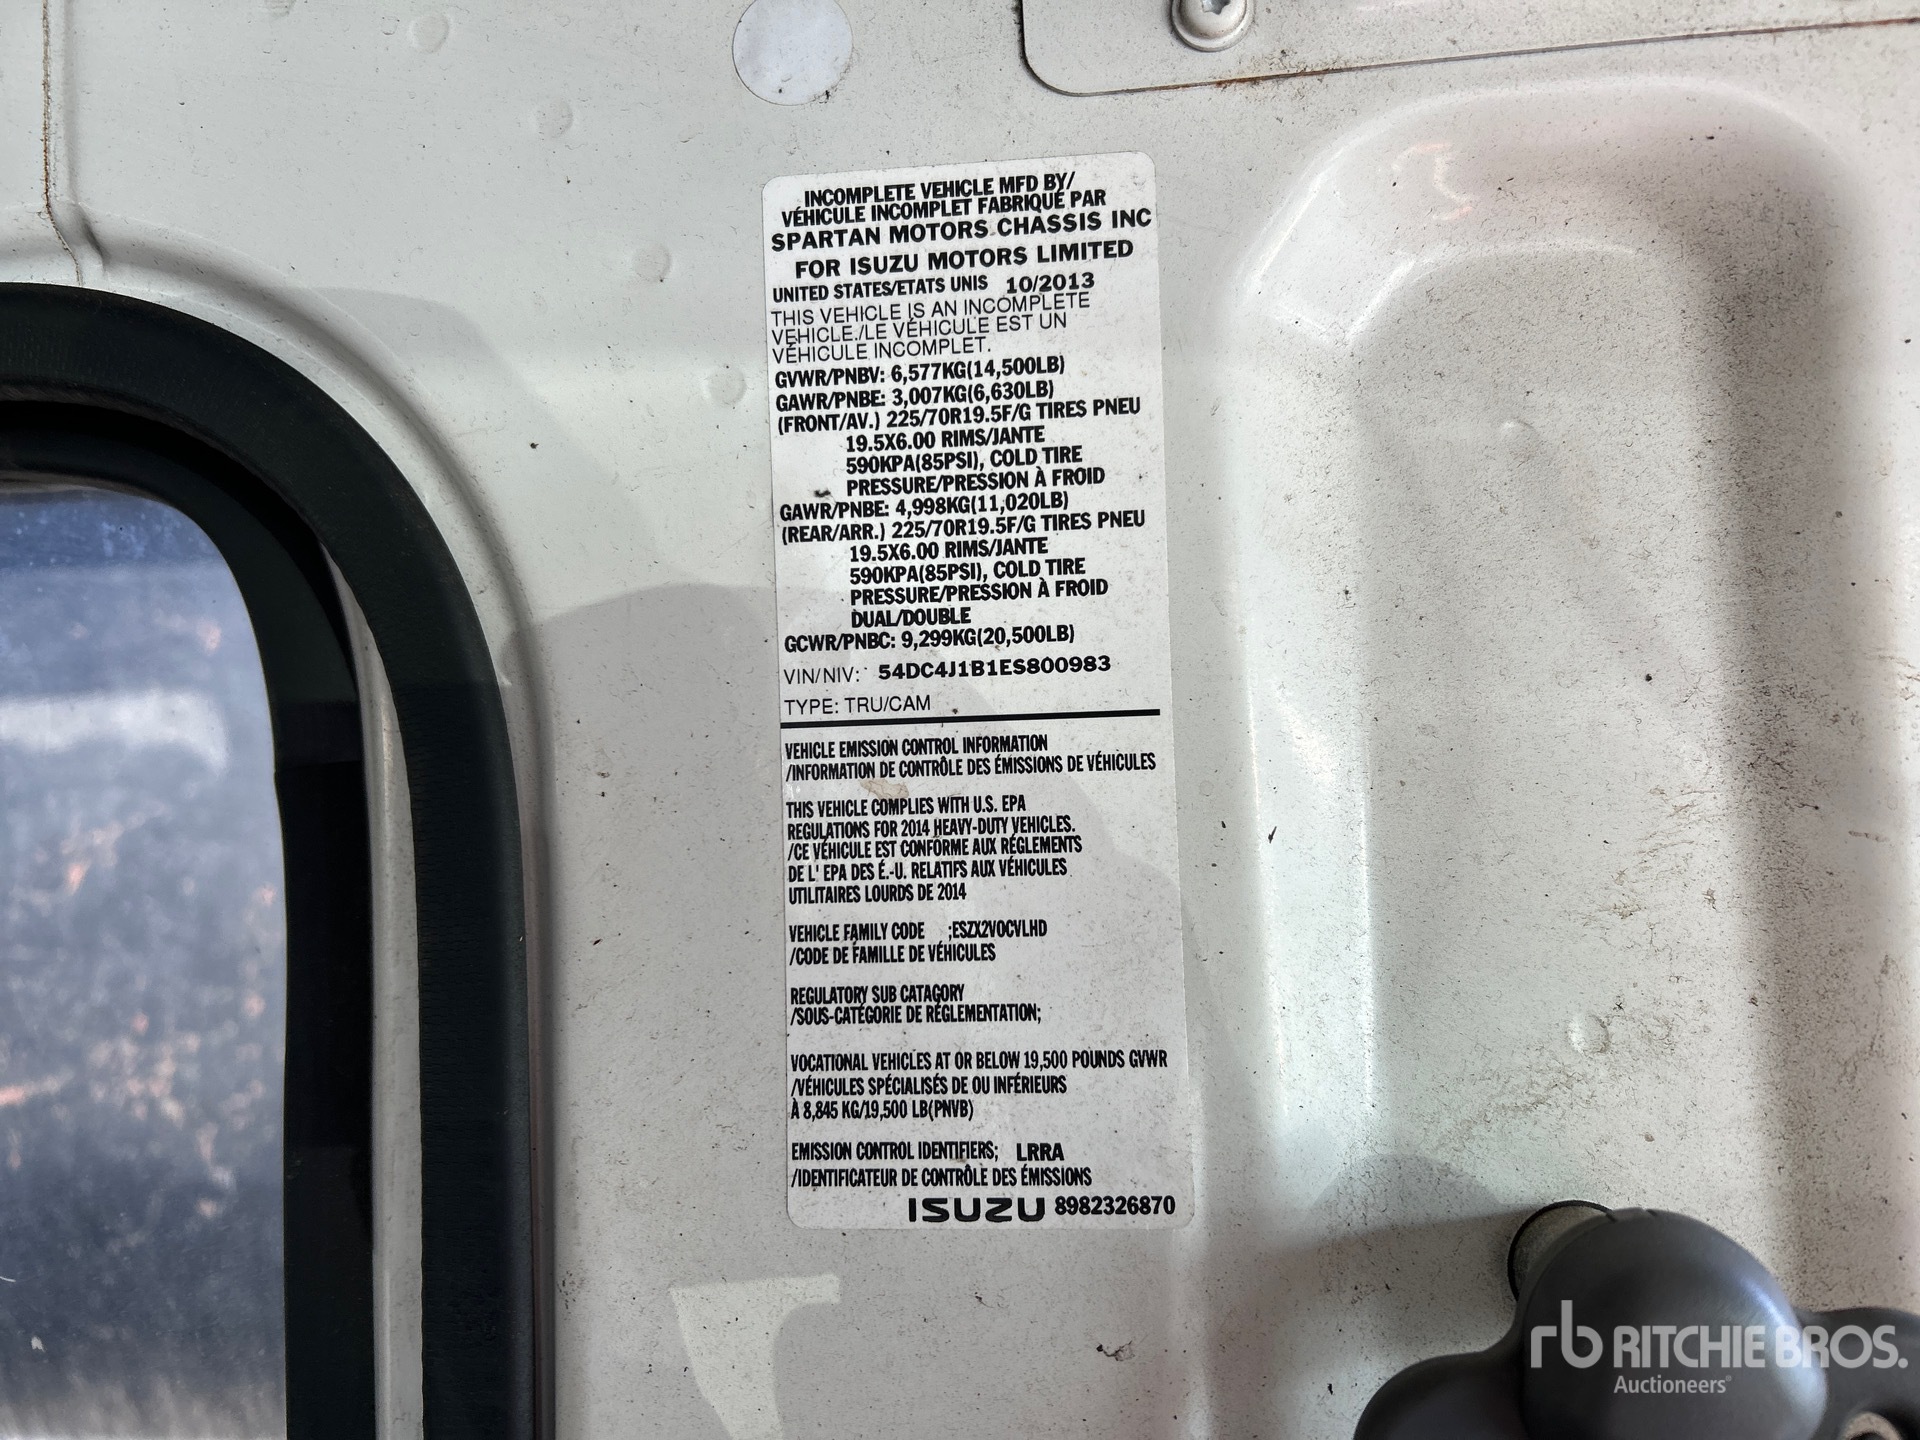 INCOMPLETE VEHICLE MFD BY/
VÉHICULE INCOMPLET FABRIQUÉ PAR
SPARTAN MOTORS CHASSIS INC
FOR ISUZU MOTORS LIMITED
UNITED STATES/ETATS UNIS 10/2013
THIS VEHICLE IS AN INCOMPLETE
VEHICLE./LE VÉHICULE EST UN
VÉHICULE INCOMPLET.
GVWR/PNBV: 6,577KG(14,500LB)
GAWR/PNBE: 3,007KG(6,630LB)
(FRONT/AV.) 225/70R19.5F/G TIRES PNEU
19.5X6.00 RIMS/JANTE
590KPA(85PSI), COLD TIRE
PRESSURE/PRESSION À FROID
GAWR/PNBE: 4,998KG(11,020LB)
(REAR/ARR.) 225/70R19.5F/G TIRES PNEU
19.5X6.00 RIMS/JANTE
590KPA(85PSI), COLD TIRE
PRESSURE/PRESSION À FROID
DUAL/DOUBLE
GCWR/PNBC: 9,299KG(20,500LB)
VIN/NIV: 54DC4J1B1ES800983
TYPE: TRU/CAM
VEHICLE EMISSION CONTROL INFORMATION
/INFORMATION DE CONTRÔLE DES ÉMISSIONS DE VÉHICULES
THIS VEHICLE COMPLIES WITH U.S. EPA
REGULATIONS FOR 2014 HEAVY-DUTY VEHICLES.
/CE VÉHICULE EST CONFORME AUX RÉGLEMENTS
DE L' EPA DES É.-U. RELATIFS AUX VÉHICULES
UTILITAIRES LOURDS DE 2014
VEHICLE FAMILY CODE ;ESZX2VOCVLHD
/CODE DE FAMILLE DE VÉHICULES
REGULATORY SUB CATAGORY
/SOUS-CATÉGORIE DE RÉGLEMENTATION;
VOCATIONAL VEHICLES AT OR BELOW 19,500 POUNDS GVWR
/VÉHICULES SPÉCIALISÉS DE OU INFÉRIEURS
À 8,845 KG/19,500 LB(PNVB)
EMISSION CONTROL IDENTIFIERS; LRRA
/IDENTIFICATEUR DE CONTRÔLE DES ÉMISSIONS
ISUZU 8982326870
rb RITCHIE BROS.
Auctioneers®